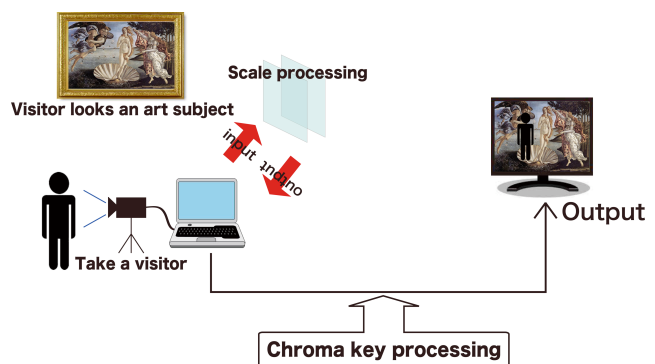 Scale processing
Visitor looks an art subject
input
output
Take a visitor
Output
Chroma key processing